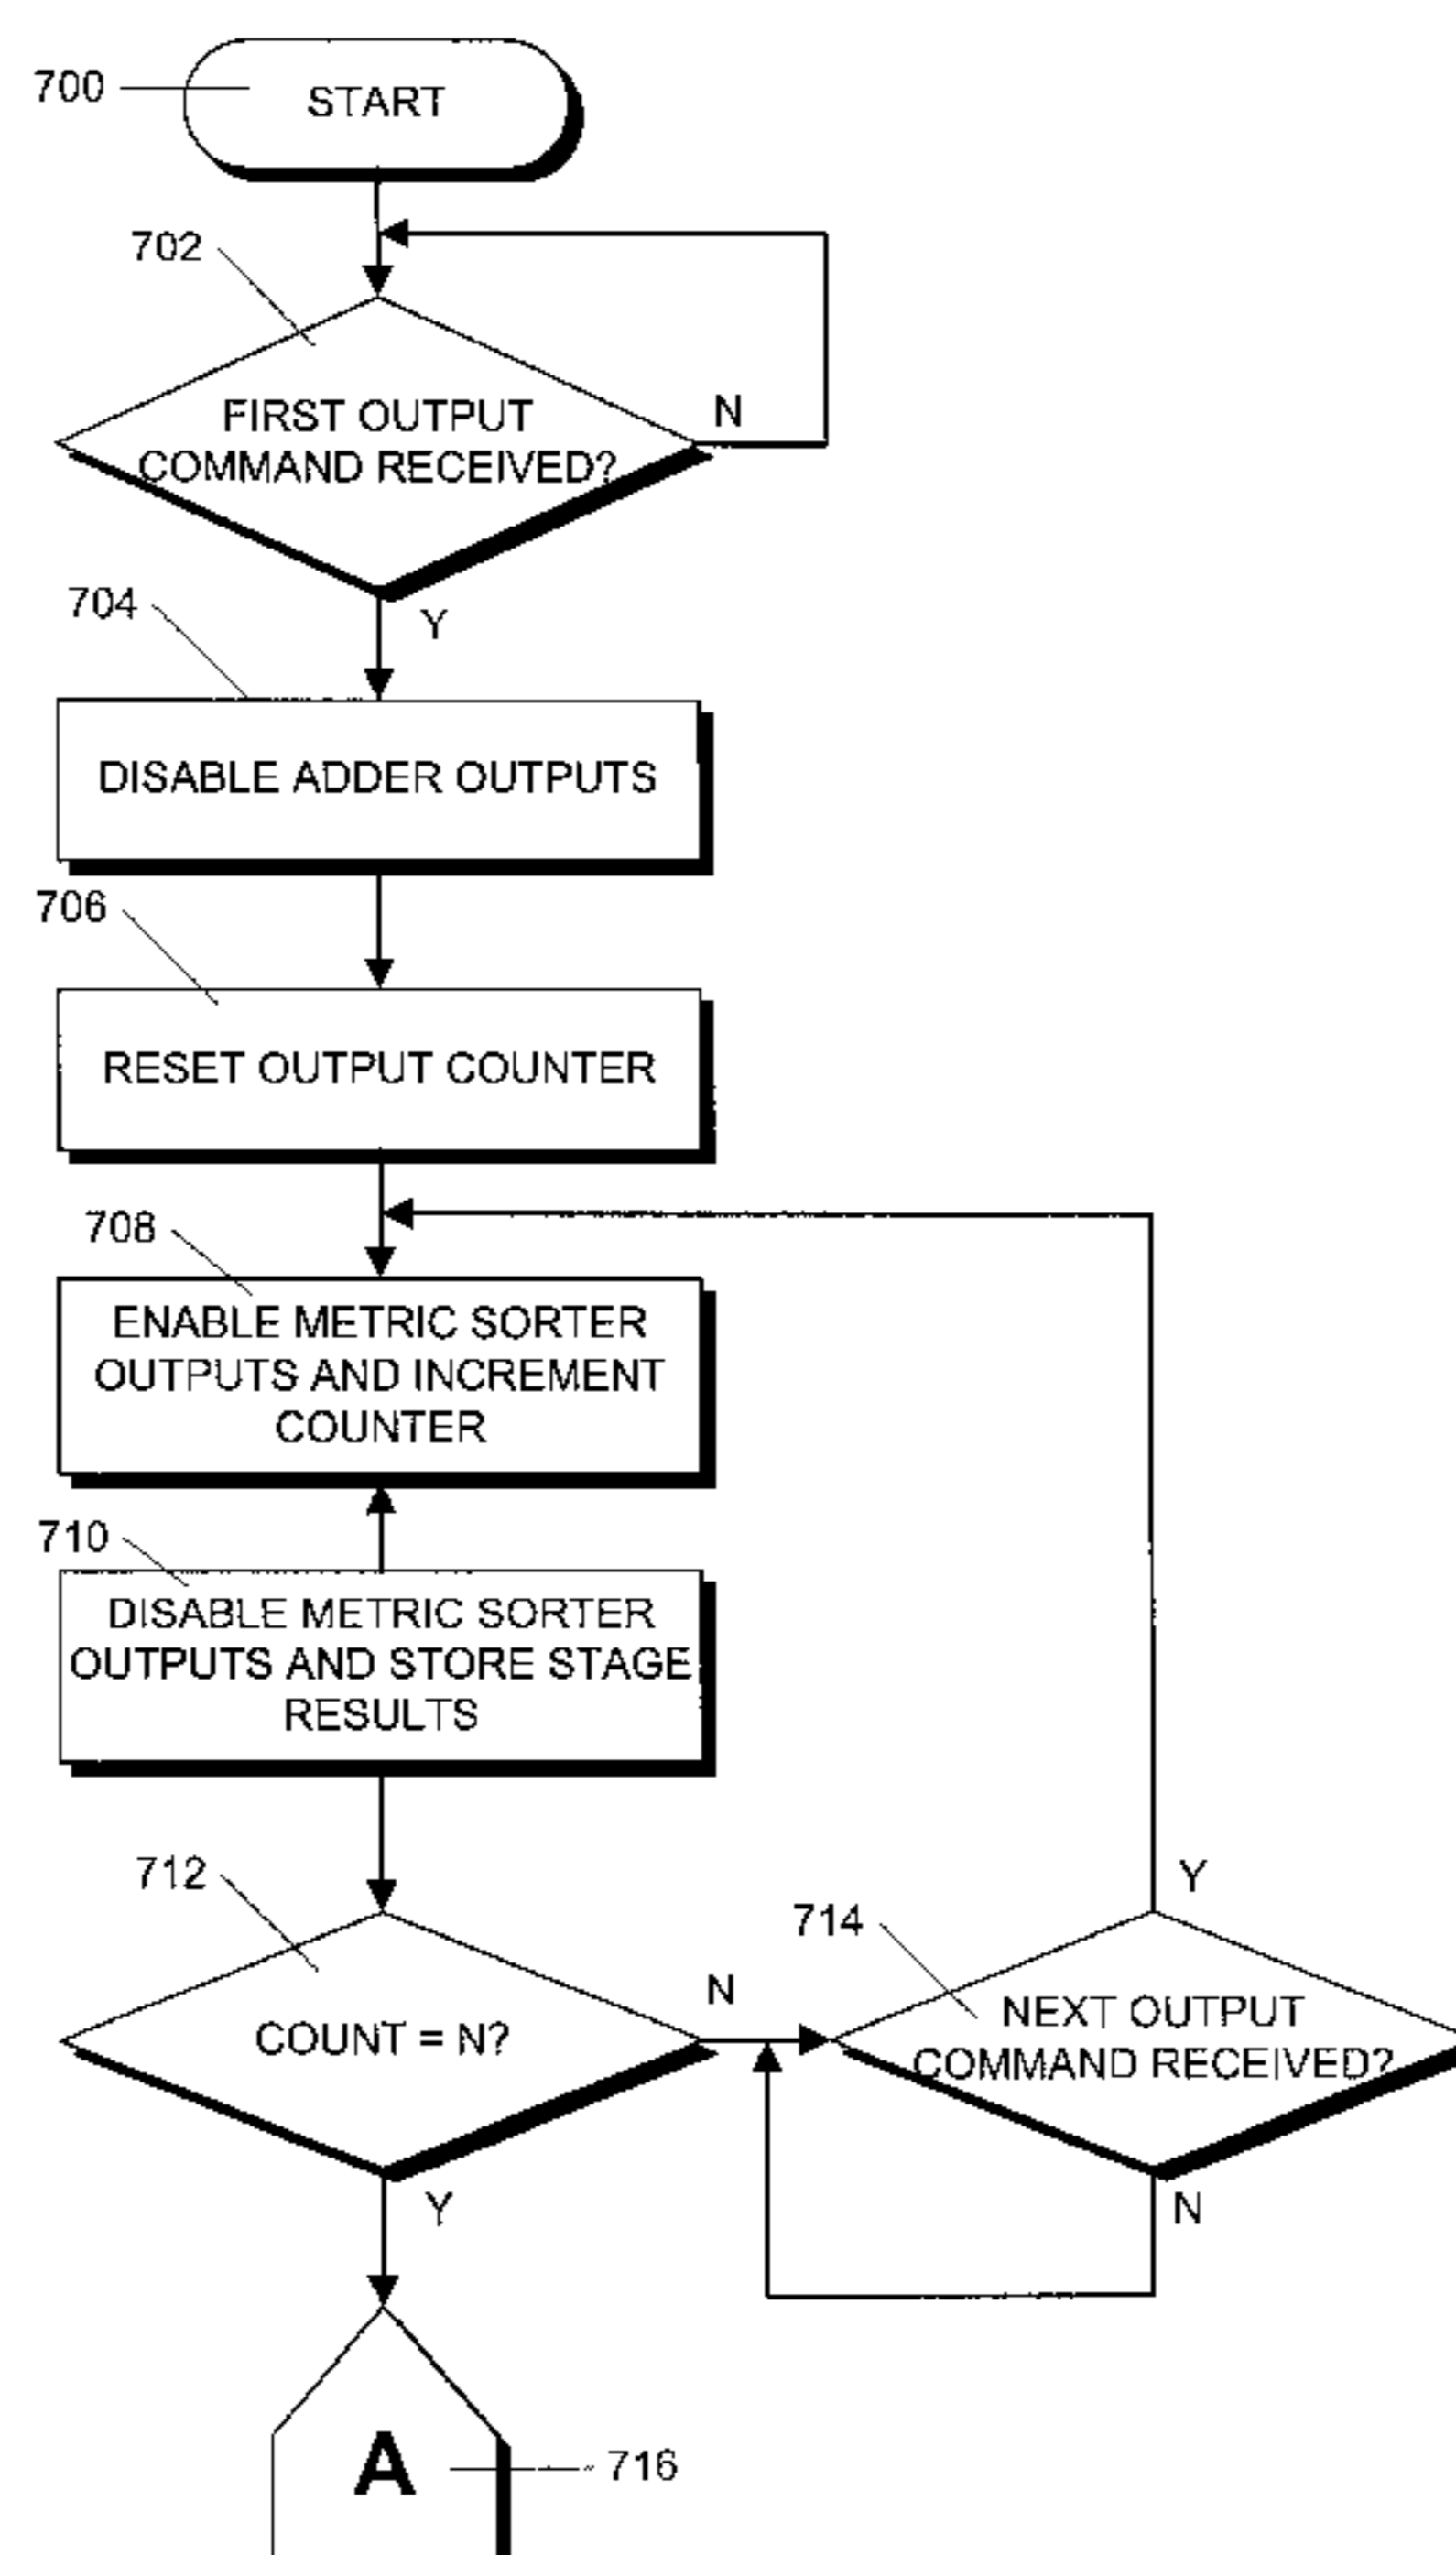 700
START
702
FIRST OUTPUT
COMMAND RECEIVED?
N
Y
704
DISABLE ADDER OUTPUTS
706
RESET OUTPUT COUNTER
708
ENABLE METRIC SORTER
OUTPUTS AND INCREMENT
COUNTER
710
DISABLE METRIC SORTER
OUTPUTS AND STORE STAGE
RESULTS
712
COUNT = N?
N
Y
714
NEXT OUTPUT
COMMAND RECEIVED?
Y
N
A
716